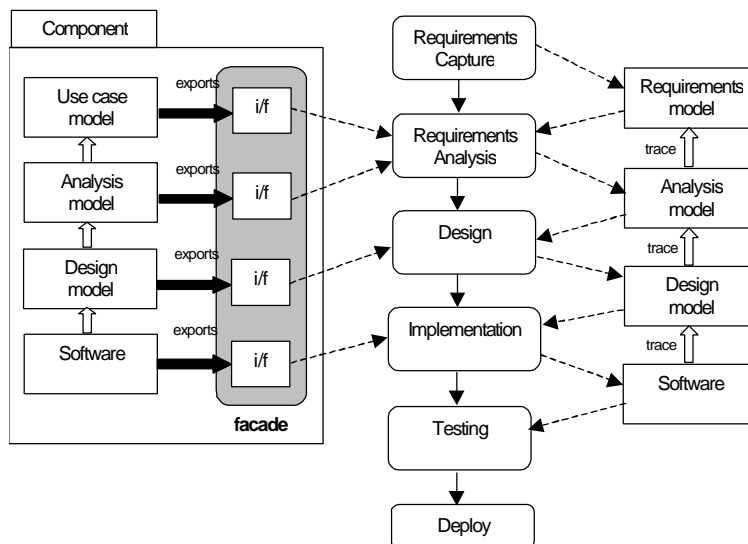 Component
exports
Use case
model
i/f
exports
Analysis
model
i/f
exports
Design
model
i/f
exports
Software
i/f
facade
Requirements
Capture
Requirements
Analysis
Design
Implementation
Testing
Deploy
Requirements
model
trace
Analysis
model
trace
Design
model
trace
Software